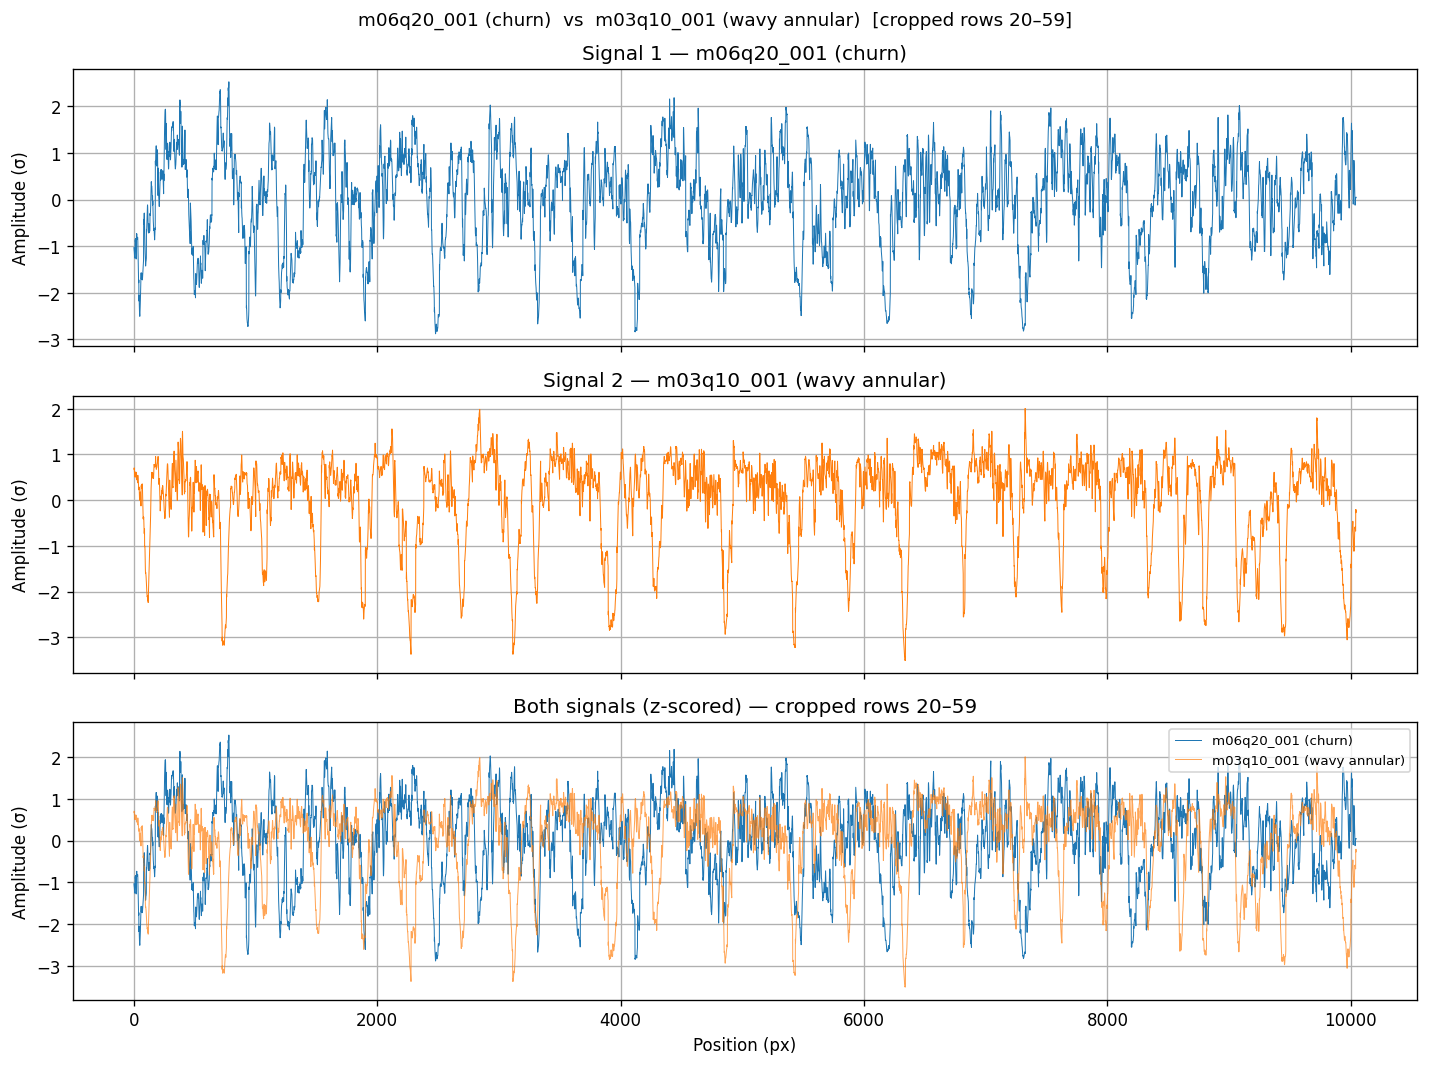 m06q20_001 (churn)  vs  m03q10_001 (wavy annular)  [cropped rows 20–59]
Signal 1 — m06q20_001 (churn)
Amplitude (σ)
2
1
0
−1
−2
−3
Signal 2 — m03q10_001 (wavy annular)
Amplitude (σ)
2
1
0
−1
−2
−3
Both signals (z-scored) — cropped rows 20–59
Amplitude (σ)
2
1
0
−1
−2
−3
m06q20_001 (churn)
m03q10_001 (wavy annular)
0 2000 4000 6000 8000 10000
Position (px)